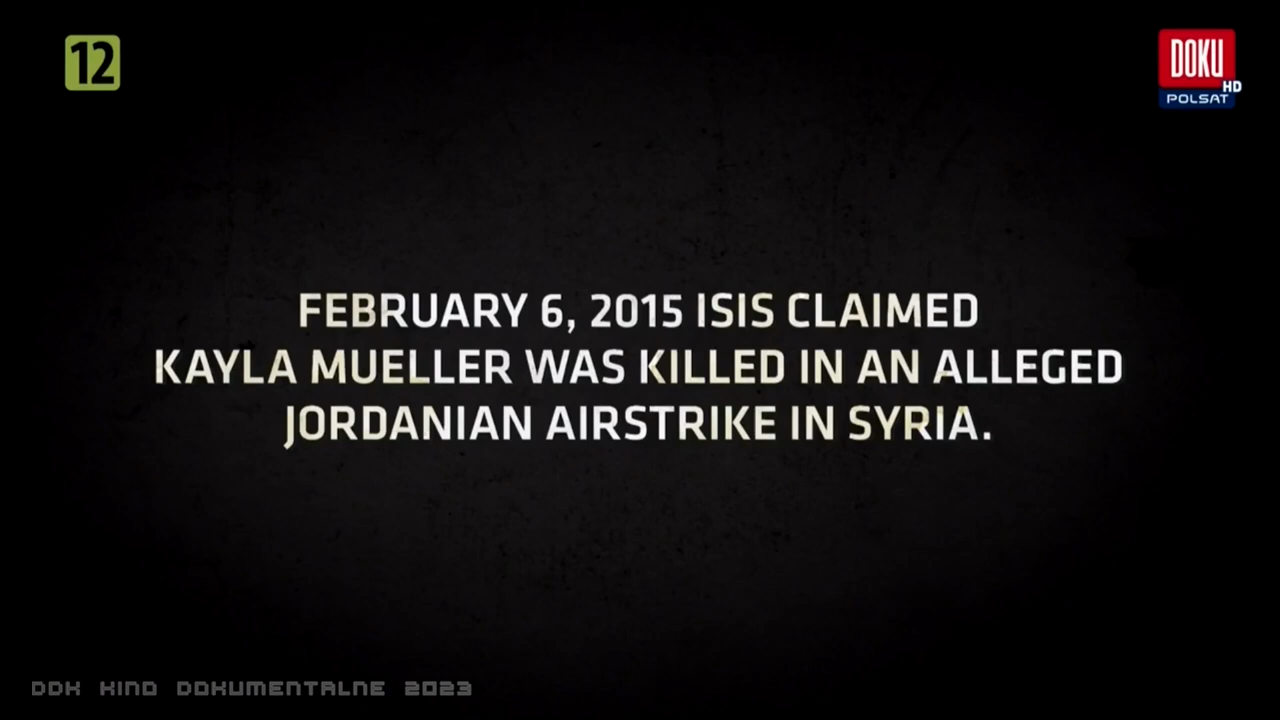 12
DOKU
HD
POLSAT
FEBRUARY 6, 2015 ISIS CLAIMED
KAYLA MUELLER WAS KILLED IN AN ALLEGED
JORDANIAN AIRSTRIKE IN SYRIA.
DDK KINO DOKUMENTALNE 2023